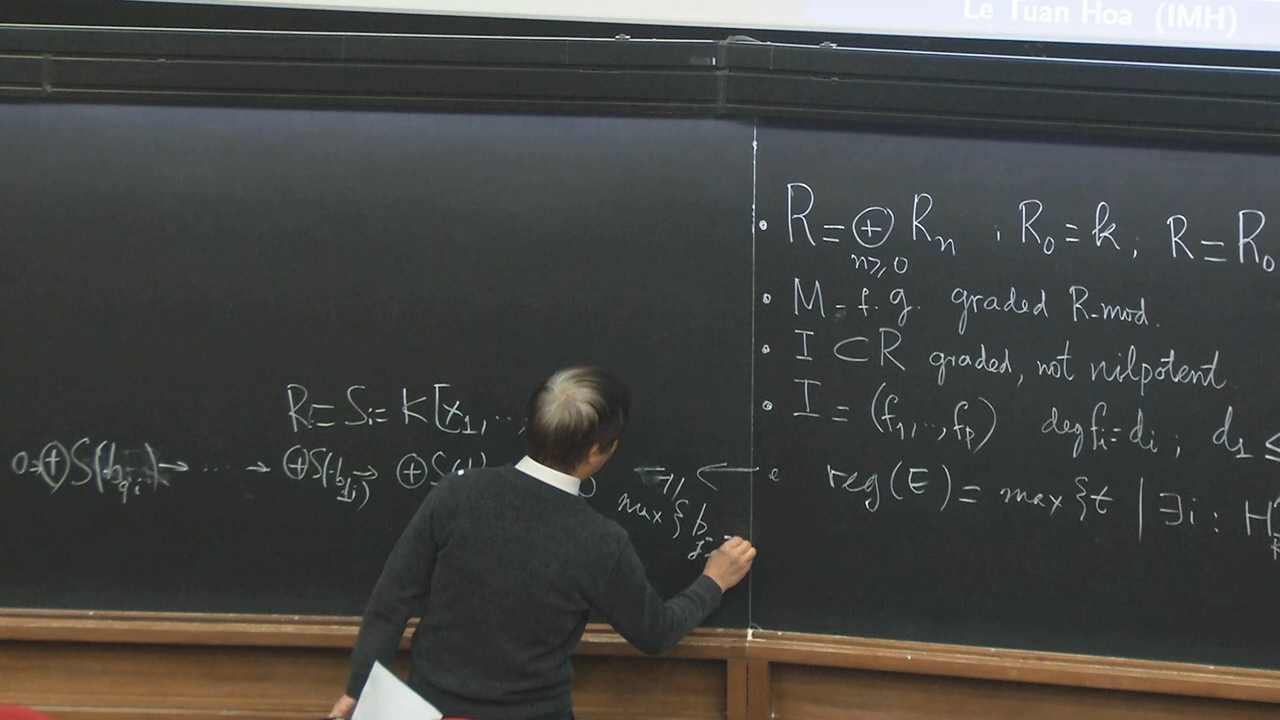 Le Tuan Hoa (IMH)
R = S := K[x_1, ..
0 → ⊕S(-b_{qi}) → .... → ⊕S(-b_{1i}) → ⊕S(
max { b
• R = ⊕_{n≥0} R_n , R_0 = k, R = R_0
• M = f.g. graded R-mod.
• I ⊂ R graded, not nilpotent.
• I = (f_1, .., f_p) deg f_i = d_i ; d_1 ≤
reg(E) = max { t | ∃i : H